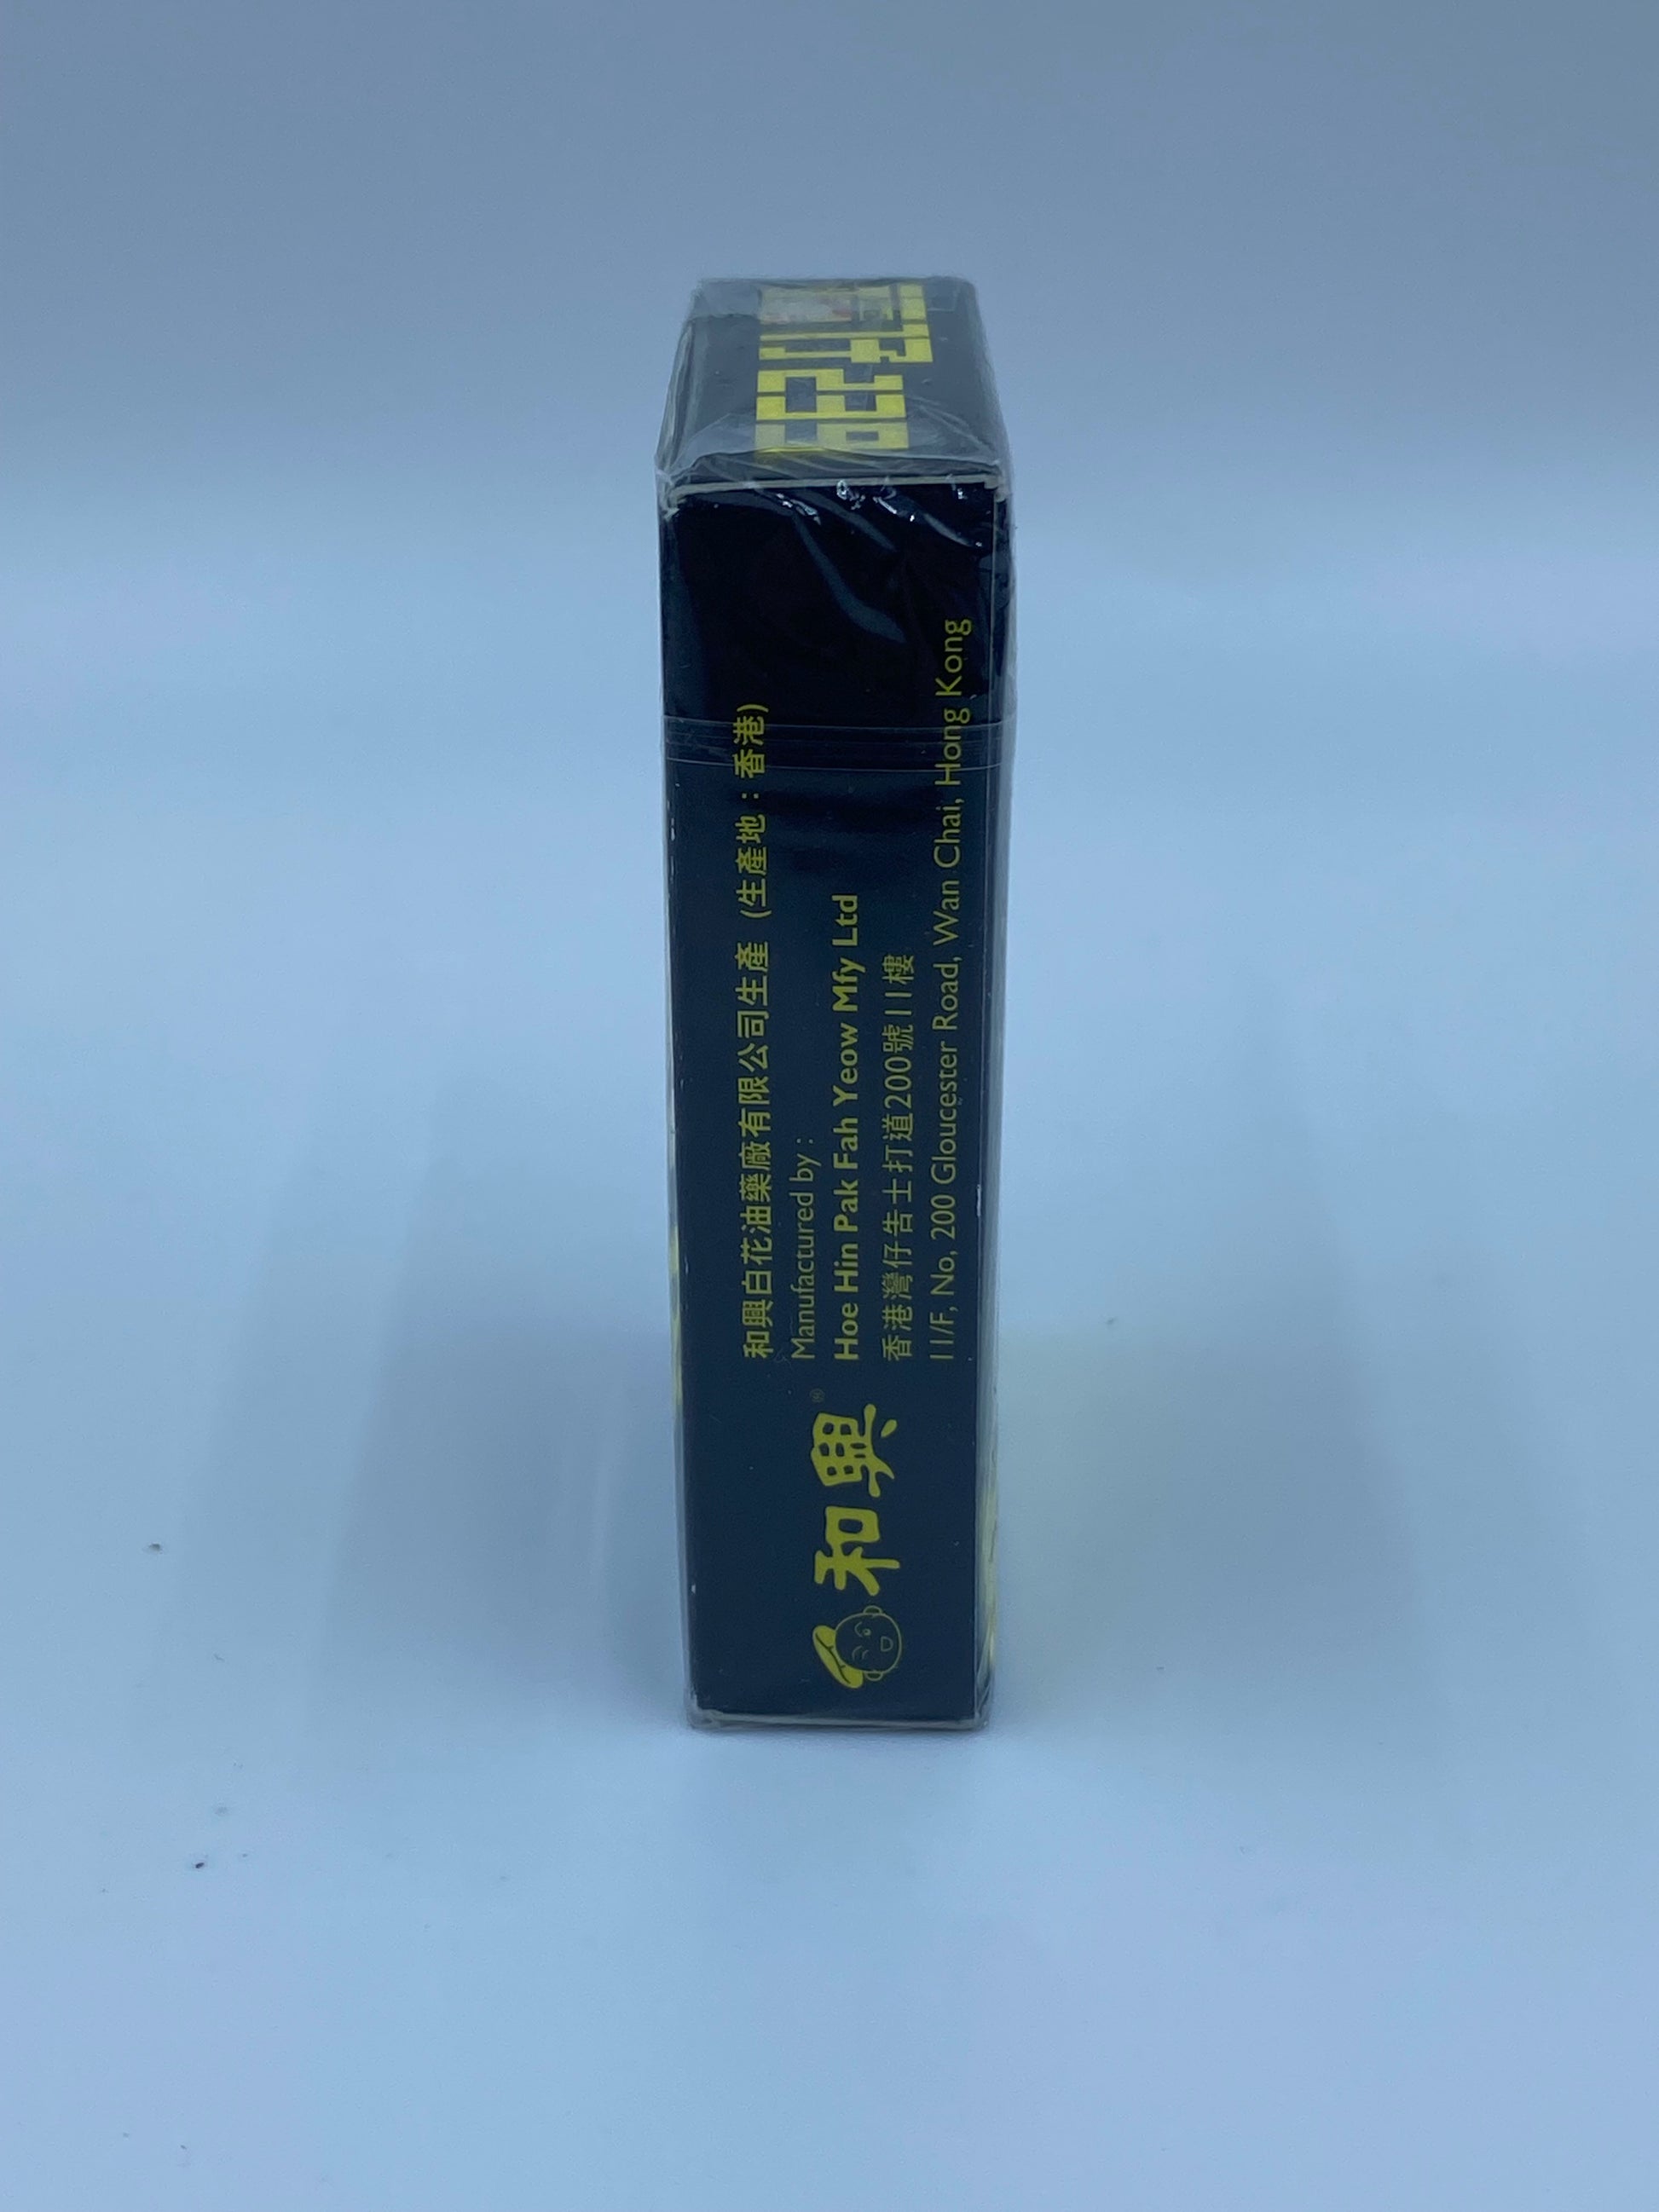 和興®
和興白花油藥廠有限公司生產 (生產地：香港)
Manufactured by :
Hoe Hin Pak Fah Yeow Mfy Ltd
香港灣仔告士打道200號11樓
11/F, No, 200 Gloucester Road, Wan Chai, Hong Kong